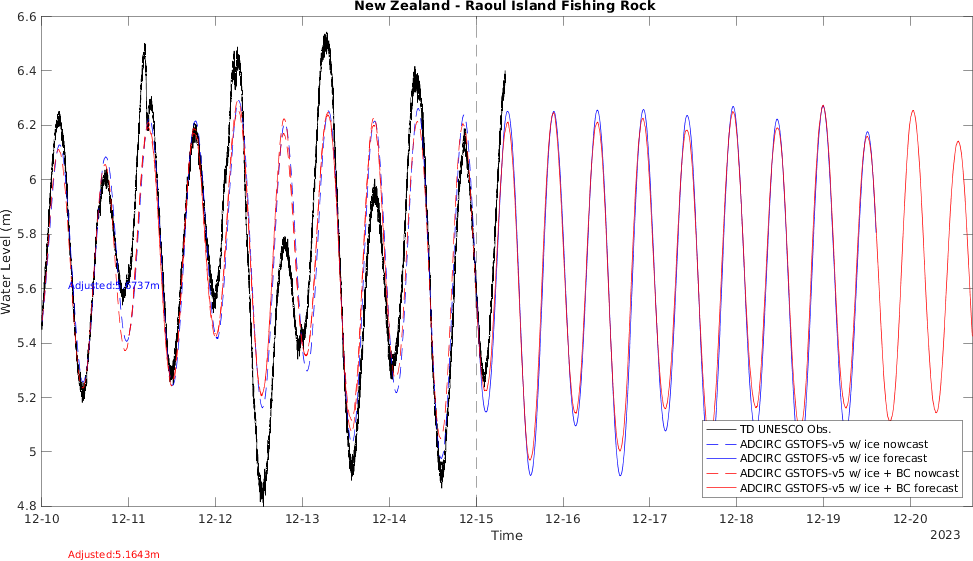 New Zealand - Raoul Island Fishing Rock
6.6
6.4
6.2
6
5.8
5.6
5.4
5.2
5
4.8
Water Level (m)
Adjusted:5.6737m
TD UNESCO Obs.
ADCIRC GSTOFS-v5 w/ ice nowcast
ADCIRC GSTOFS-v5 w/ ice forecast
ADCIRC GSTOFS-v5 w/ ice + BC nowcast
ADCIRC GSTOFS-v5 w/ ice + BC forecast
12-10 12-11 12-12 12-13 12-14 12-15 12-16 12-17 12-18 12-19 12-20
Time
2023
Adjusted:5.1643m